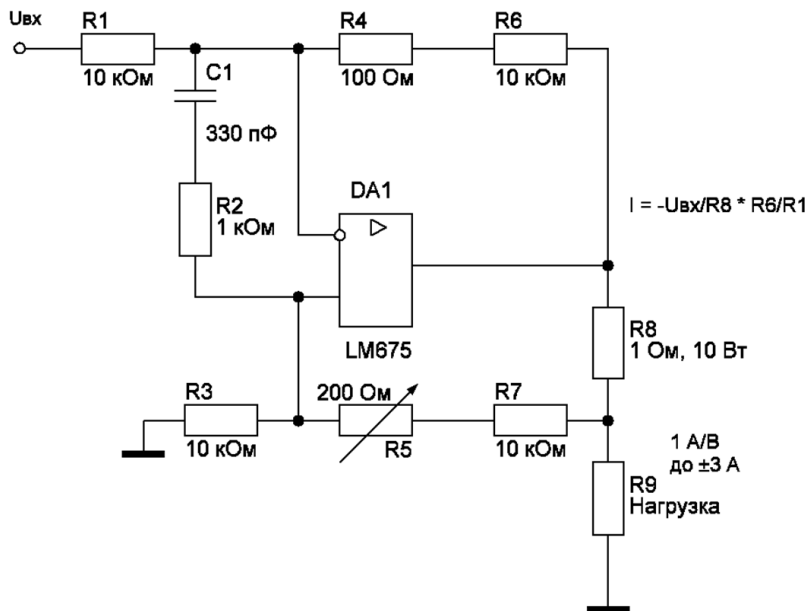 Uвх
R1
10 кОм
C1
330 пФ
R4
100 Ом
R6
10 кОм
R2
1 кОм
DA1
LM675
I = -Uвх/R8 * R6/R1
R8
1 Ом, 10 Вт
R3
10 кОм
200 Ом
R5
R7
10 кОм
1 А/В
до ±3 А
R9
Нагрузка